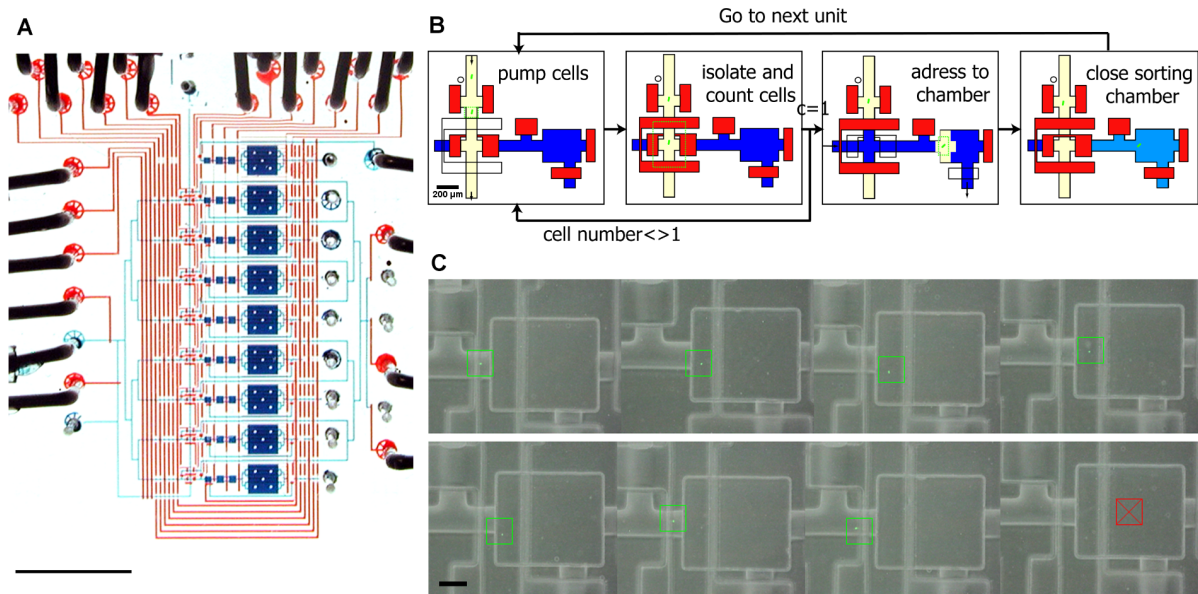 A
B
Go to next unit
pump cells
isolate and
count cells
c=1
adress to
chamber
close sorting
chamber
200 µm
cell number<>1
C